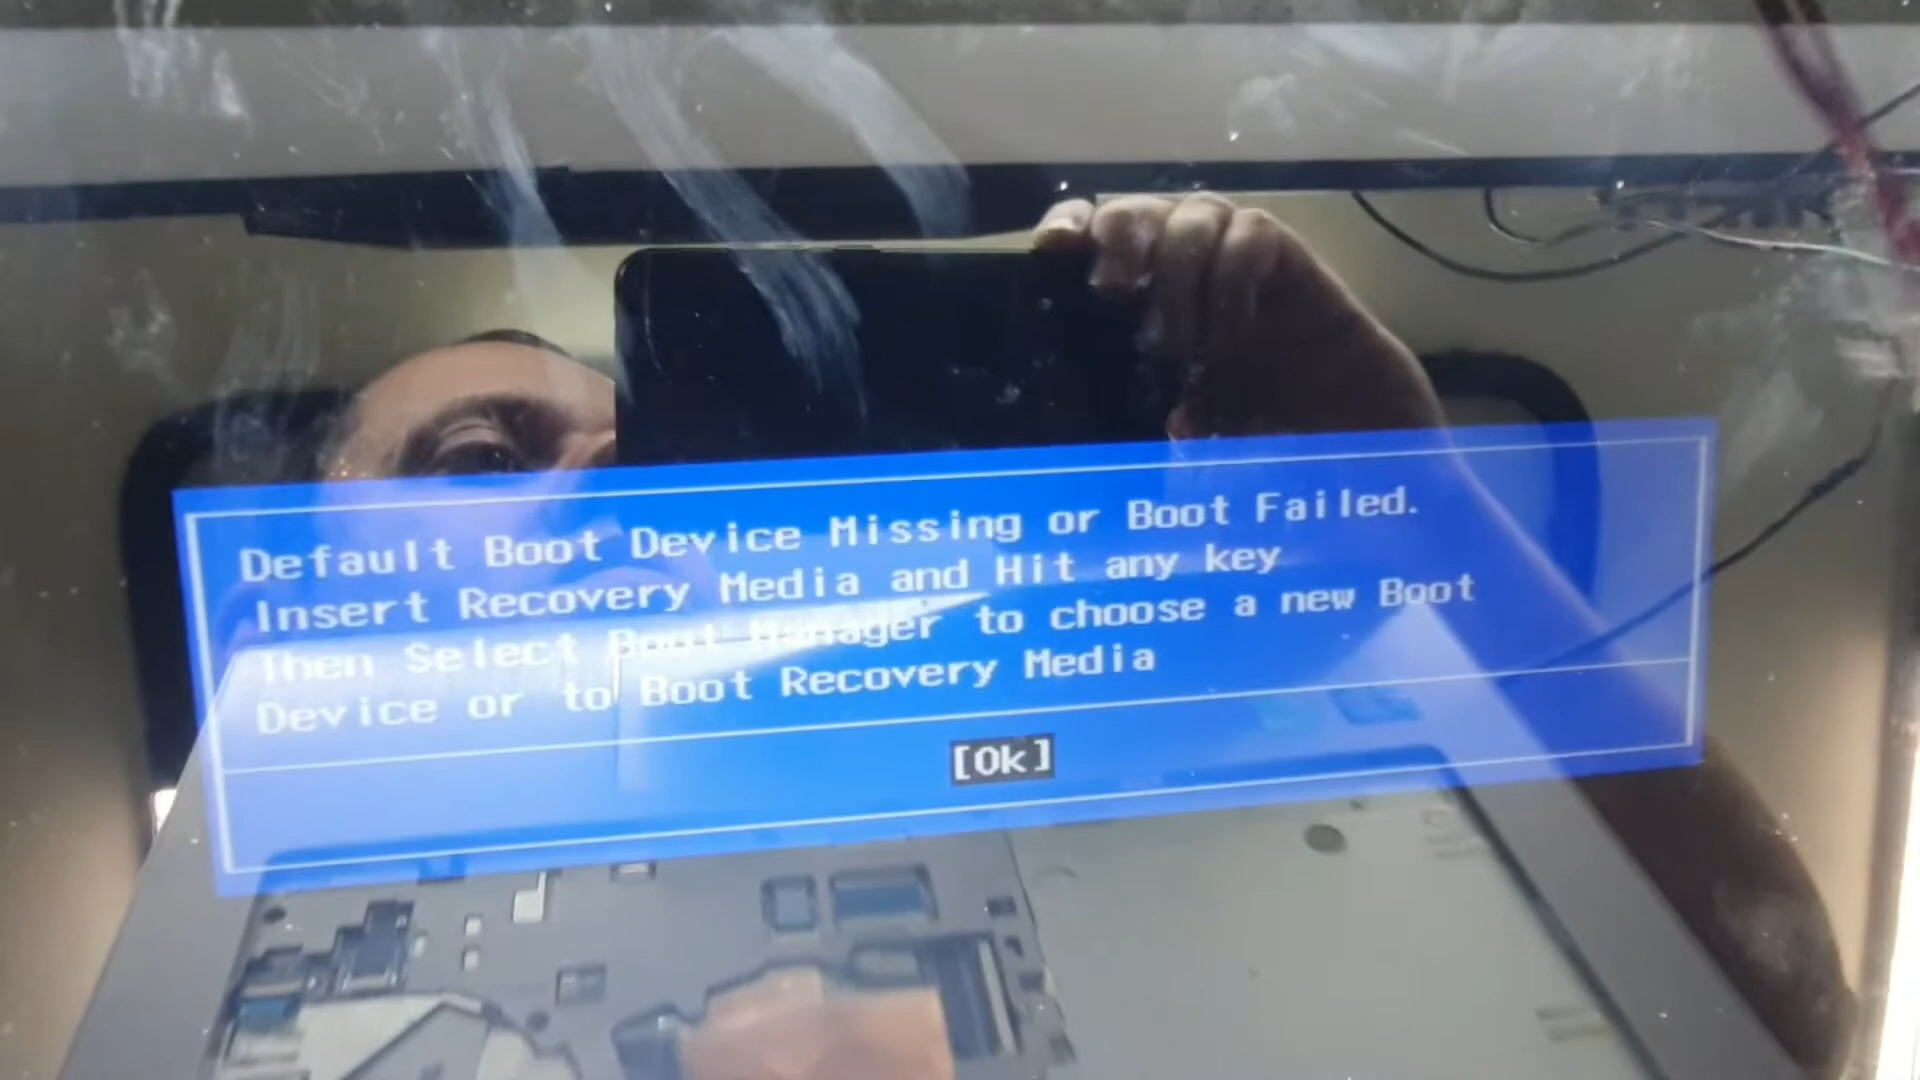 Default Boot Device Missing or Boot Failed.
Insert Recovery Media and Hit any key
Then Select Boot Manager to choose a new Boot
Device or to Boot Recovery Media
[Ok]